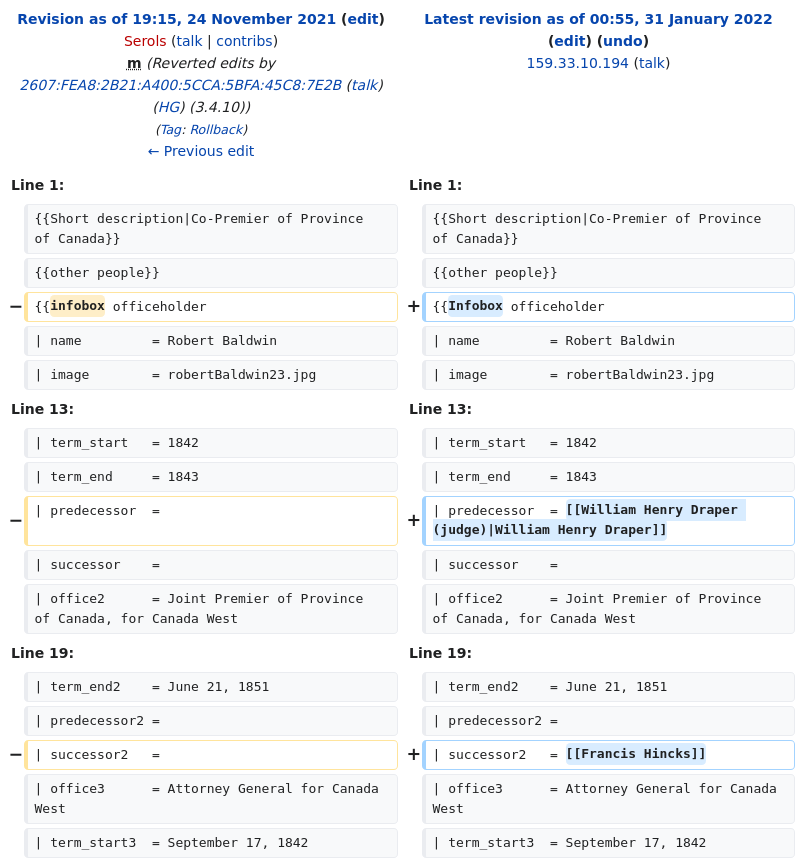 Revision as of 19:15, 24 November 2021 (edit)
Serols (talk | contribs)
m (Reverted edits by
2607:FEA8:2B21:A400:5CCA:5BFA:45C8:7E2B (talk)
(HG) (3.4.10))
(Tag: Rollback)
← Previous edit
Latest revision as of 00:55, 31 January 2022
(edit) (undo)
159.33.10.194 (talk)
Line 1:
Line 1:
{{Short description|Co-Premier of Province
of Canada}}
{{Short description|Co-Premier of Province
of Canada}}
{{other people}}
{{other people}}
− {{infobox officeholder
+ {{Infobox officeholder
| name         = Robert Baldwin
| name         = Robert Baldwin
| image        = robertBaldwin23.jpg
| image        = robertBaldwin23.jpg
Line 13:
Line 13:
| term_start   = 1842
| term_start   = 1842
| term_end     = 1843
| term_end     = 1843
− | predecessor  =
+ | predecessor  = [[William Henry Draper
(judge)|William Henry Draper]]
| successor    =
| successor    =
| office2      = Joint Premier of Province
of Canada, for Canada West
| office2      = Joint Premier of Province
of Canada, for Canada West
Line 19:
Line 19:
| term_end2    = June 21, 1851
| term_end2    = June 21, 1851
| predecessor2 =
| predecessor2 =
− | successor2   =
+ | successor2   = [[Francis Hincks]]
| office3      = Attorney General for Canada
West
| office3      = Attorney General for Canada
West
| term_start3  = September 17, 1842
| term_start3  = September 17, 1842